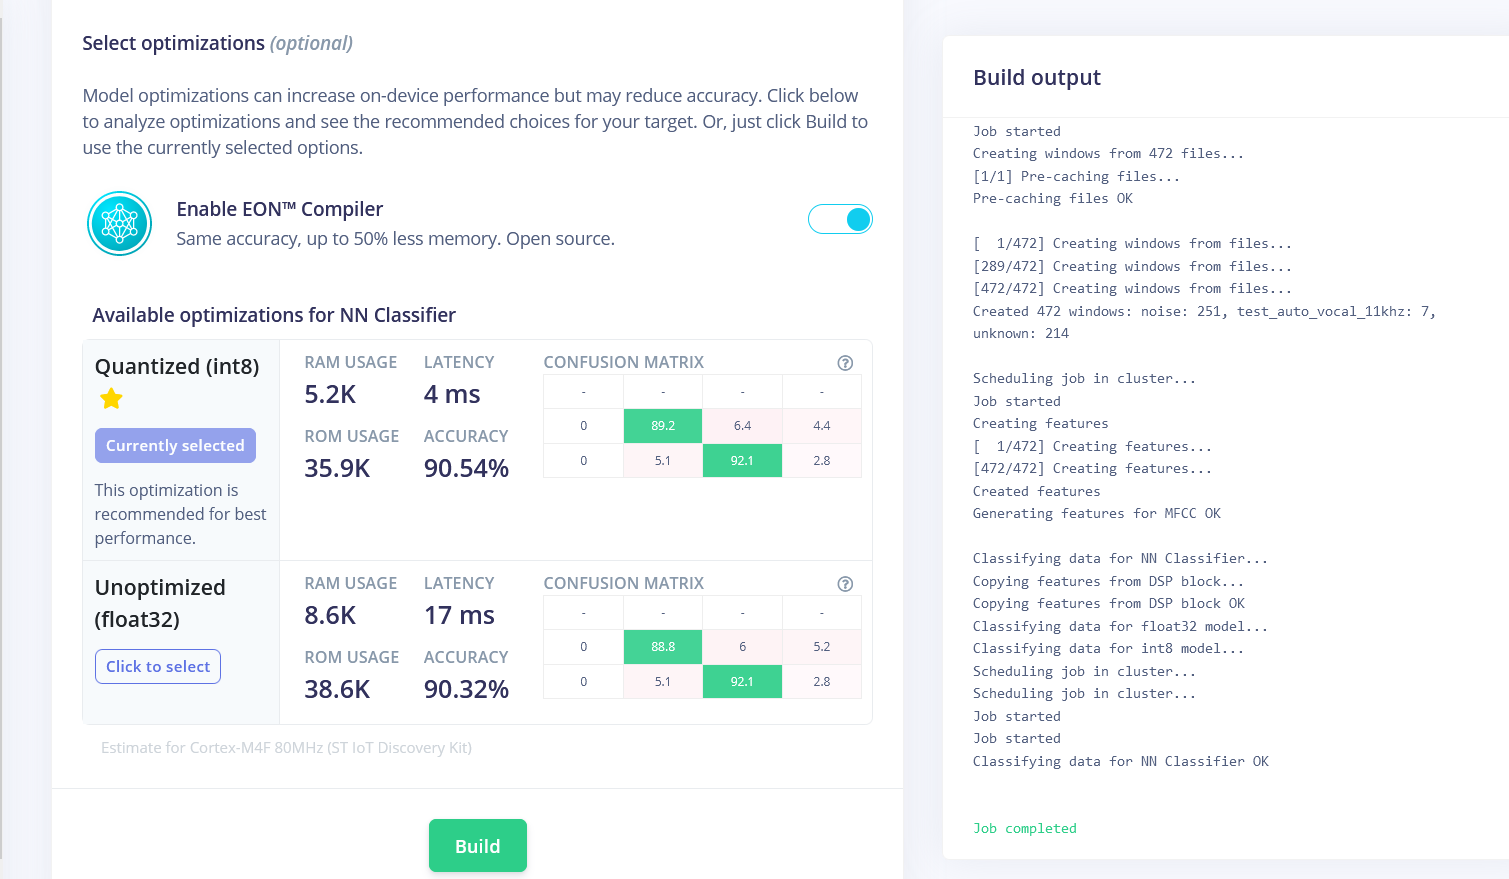 Select optimizations (optional)
Model optimizations can increase on-device performance but may reduce accuracy. Click below
to analyze optimizations and see the recommended choices for your target. Or, just click Build to
use the currently selected options.
Enable EON™ Compiler
Same accuracy, up to 50% less memory. Open source.
Available optimizations for NN Classifier
Quantized (int8)
Currently selected
This optimization is
recommended for best
performance.
RAM USAGE LATENCY
5.2K 4 ms
ROM USAGE ACCURACY
35.9K 90.54%
CONFUSION MATRIX ?
- - - -
0 89.2 6.4 4.4
0 5.1 92.1 2.8
Unoptimized
(float32)
Click to select
RAM USAGE LATENCY
8.6K 17 ms
ROM USAGE ACCURACY
38.6K 90.32%
CONFUSION MATRIX ?
- - - -
0 88.8 6 5.2
0 5.1 92.1 2.8
Estimate for Cortex-M4F 80MHz (ST IoT Discovery Kit)
Build
Build output
Job started
Creating windows from 472 files...
[1/1] Pre-caching files...
Pre-caching files OK
[  1/472] Creating windows from files...
[289/472] Creating windows from files...
[472/472] Creating windows from files...
Created 472 windows: noise: 251, test_auto_vocal_11khz: 7,
unknown: 214
Scheduling job in cluster...
Job started
Creating features
[  1/472] Creating features...
[472/472] Creating features...
Created features
Generating features for MFCC OK
Classifying data for NN Classifier...
Copying features from DSP block...
Copying features from DSP block OK
Classifying data for float32 model...
Classifying data for int8 model...
Scheduling job in cluster...
Scheduling job in cluster...
Job started
Job started
Classifying data for NN Classifier OK
Job completed